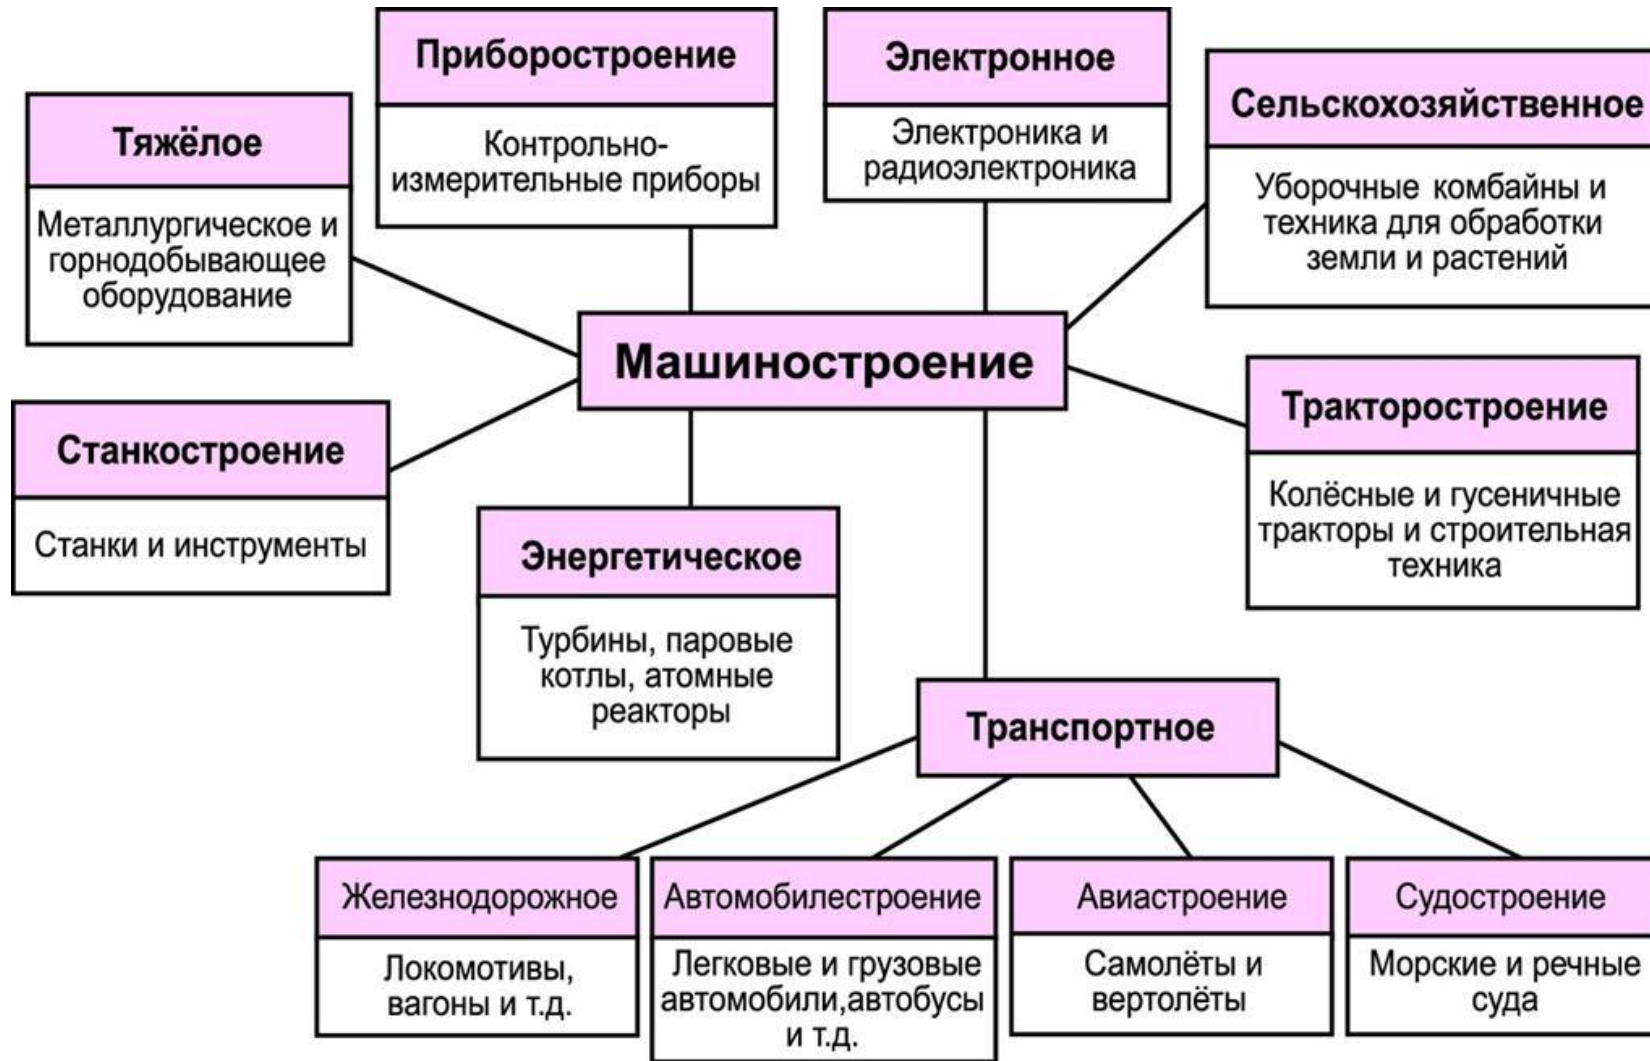 Приборостроение
Контрольно-
измерительные приборы
Электронное
Электроника и
радиоэлектроника
Сельскохозяйственное
Уборочные комбайны и
техника для обработки
земли и растений
Тяжёлое
Металлургическое и
горнодобывающее
оборудование
Машиностроение
Тракторостроение
Колёсные и гусеничные
тракторы и строительная
техника
Станкостроение
Станки и инструменты
Энергетическое
Турбины, паровые
котлы, атомные
реакторы
Транспортное
Железнодорожное
Локомотивы,
вагоны и т.д.
Автомобилестроение
Легковые и грузовые
автомобили,автобусы
и т.д.
Авиастроение
Самолёты и
вертолёты
Судостроение
Морские и речные
суда